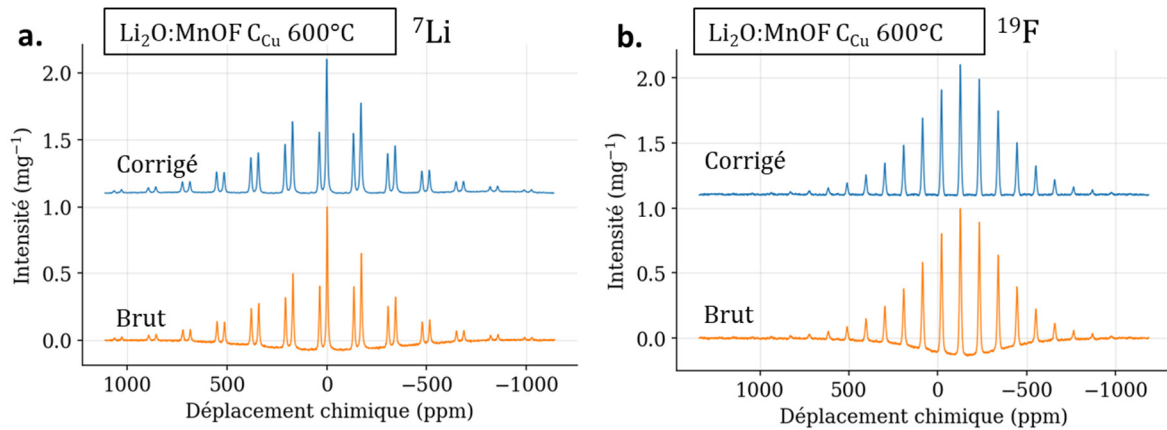 a.
Li₂O:MnOF C_Cu 600°C
⁷Li
Intensité (mg⁻¹)
2.0
1.5
1.0
0.5
0.0
Corrigé
Brut
1000 500 0 −500 −1000
Déplacement chimique (ppm)
b.
Li₂O:MnOF C_Cu 600°C
¹⁹F
Intensité (mg⁻¹)
2.0
1.5
1.0
0.5
0.0
Corrigé
Brut
1000 500 0 −500 −1000
Déplacement chimique (ppm)